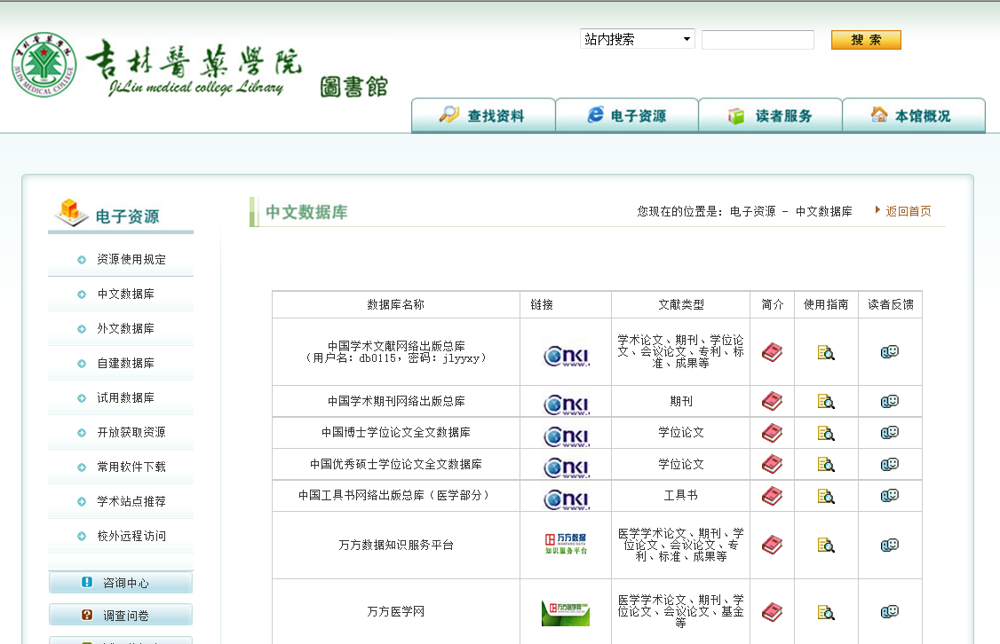 吉林醫藥學院
JiLin medical college Library
圖書館
JILIN MEDICAL COLLEGE
站内搜索
搜 索
查找资料
电子资源
读者服务
本馆概况
电子资源
资源使用规定
中文数据库
外文数据库
自建数据库
试用数据库
开放获取资源
常用软件下载
学术站点推荐
校外远程访问
咨询中心
调查问卷
中文数据库
您现在的位置是: 电子资源 - 中文数据库
返回首页
数据库名称 链接 文献类型 简介 使用指南 读者反馈
中国学术文献网络出版总库
(用户名: db0115, 密码: jlyyxy)
CNKI
www.
学术论文、期刊、学位论
文、会议论文、专利、标
准、成果等
中国学术期刊网络出版总库
CNKI
www.
期刊
中国博士学位论文全文数据库
CNKI
www.
学位论文
中国优秀硕士学位论文全文数据库
CNKI
www.
学位论文
中国工具书网络出版总库(医学部分)
CNKI
www.
工具书
万方数据知识服务平台
万方数据
WANFANG DATA
知识服务平台
医学学术论文、期刊、学
位论文、会议论文、专
利、标准、成果等
万方医学网
万方医学网
医学学术论文、期刊、学
位论文、会议论文、基金
等